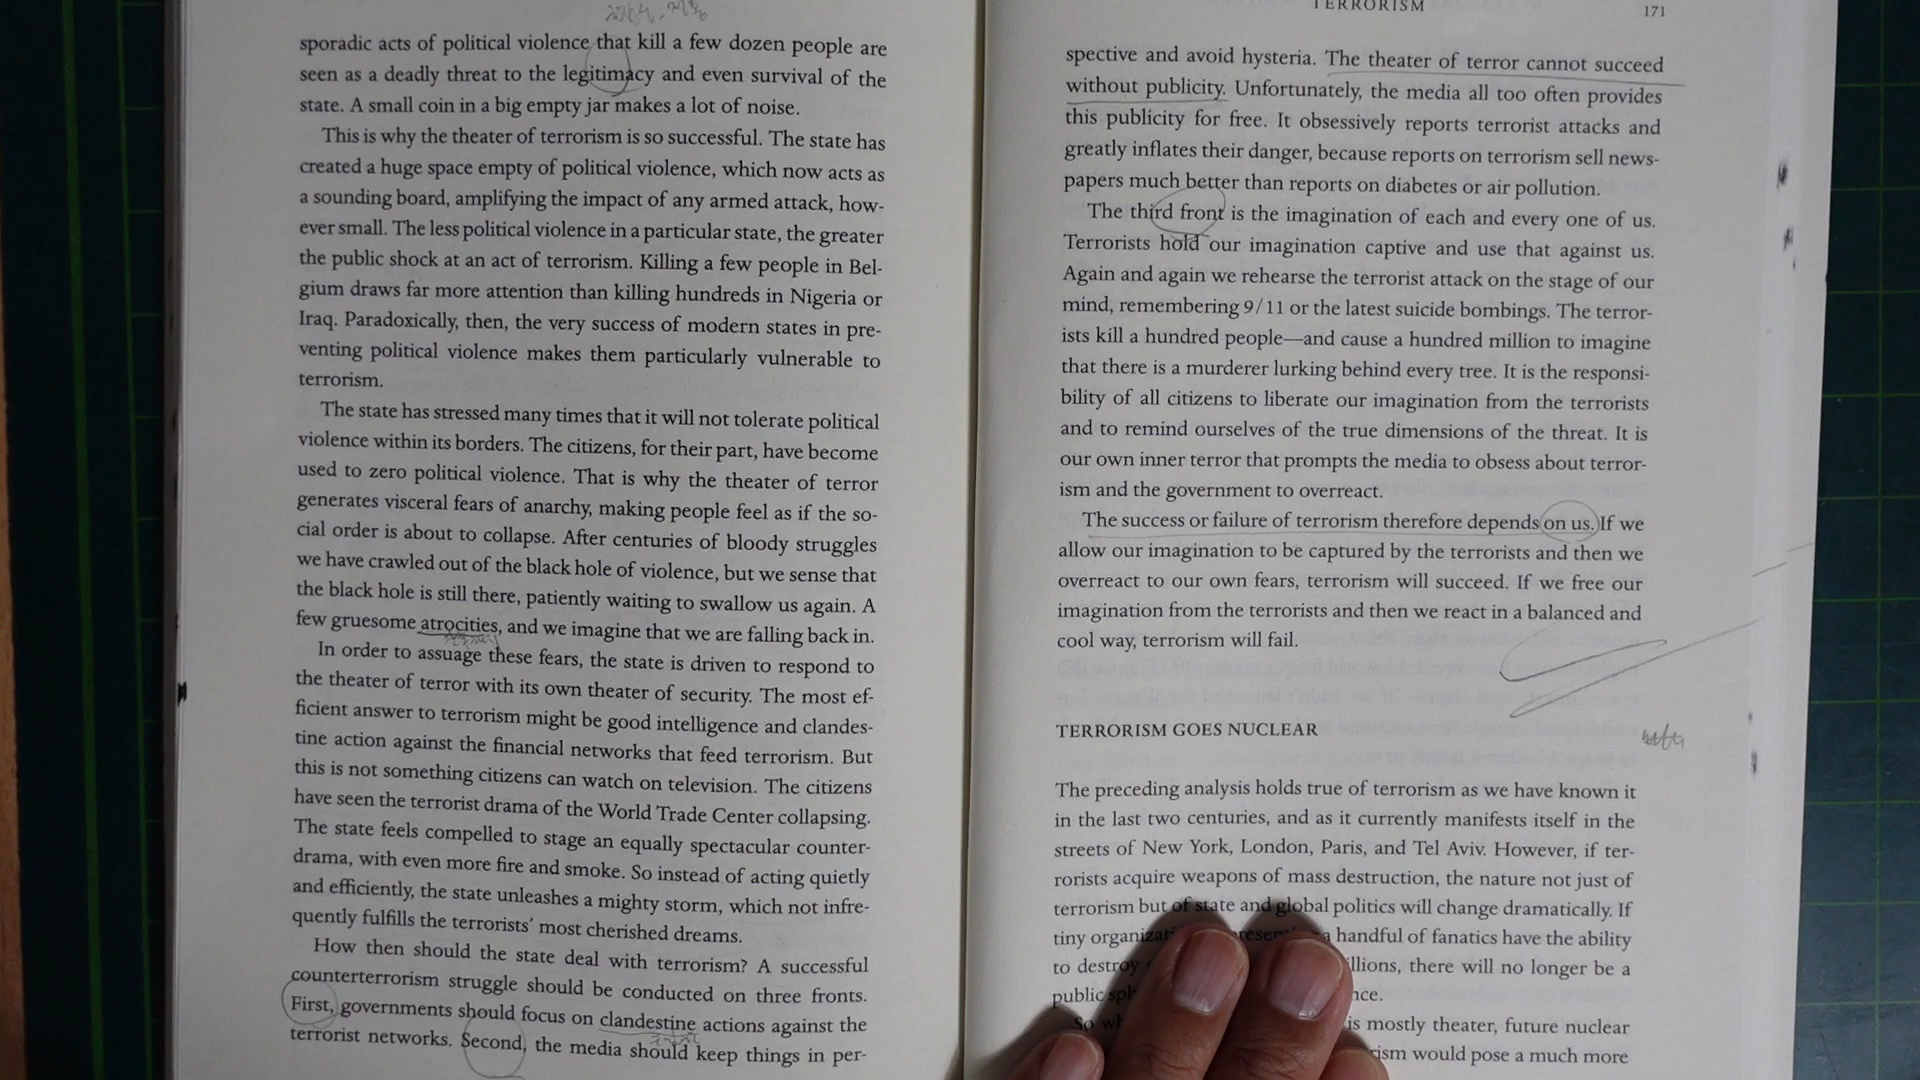 sporadic acts of political violence that kill a few dozen people are
seen as a deadly threat to the legitimacy and even survival of the
state. A small coin in a big empty jar makes a lot of noise.
This is why the theater of terrorism is so successful. The state has
created a huge space empty of political violence, which now acts as
a sounding board, amplifying the impact of any armed attack, how-
ever small. The less political violence in a particular state, the greater
the public shock at an act of terrorism. Killing a few people in Bel-
gium draws far more attention than killing hundreds in Nigeria or
Iraq. Paradoxically, then, the very success of modern states in pre-
venting political violence makes them particularly vulnerable to
terrorism.
The state has stressed many times that it will not tolerate political
violence within its borders. The citizens, for their part, have become
used to zero political violence. That is why the theater of terror
generates visceral fears of anarchy, making people feel as if the so-
cial order is about to collapse. After centuries of bloody struggles
we have crawled out of the black hole of violence, but we sense that
the black hole is still there, patiently waiting to swallow us again. A
few gruesome atrocities, and we imagine that we are falling back in.
In order to assuage these fears, the state is driven to respond to
the theater of terror with its own theater of security. The most ef-
ficient answer to terrorism might be good intelligence and clandes-
tine action against the financial networks that feed terrorism. But
this is not something citizens can watch on television. The citizens
have seen the terrorist drama of the World Trade Center collapsing.
The state feels compelled to stage an equally spectacular counter-
drama, with even more fire and smoke. So instead of acting quietly
and efficiently, the state unleashes a mighty storm, which not infre-
quently fulfills the terrorists' most cherished dreams.
How then should the state deal with terrorism? A successful
counterterrorism struggle should be conducted on three fronts.
First, governments should focus on clandestine actions against the
terrorist networks. Second, the media should keep things in per-
TERRORISM
171
spective and avoid hysteria. The theater of terror cannot succeed
without publicity. Unfortunately, the media all too often provides
this publicity for free. It obsessively reports terrorist attacks and
greatly inflates their danger, because reports on terrorism sell news-
papers much better than reports on diabetes or air pollution.
The third front is the imagination of each and every one of us.
Terrorists hold our imagination captive and use that against us.
Again and again we rehearse the terrorist attack on the stage of our
mind, remembering 9/11 or the latest suicide bombings. The terror-
ists kill a hundred people—and cause a hundred million to imagine
that there is a murderer lurking behind every tree. It is the responsi-
bility of all citizens to liberate our imagination from the terrorists
and to remind ourselves of the true dimensions of the threat. It is
our own inner terror that prompts the media to obsess about terror-
ism and the government to overreact.
The success or failure of terrorism therefore depends on us. If we
allow our imagination to be captured by the terrorists and then we
overreact to our own fears, terrorism will succeed. If we free our
imagination from the terrorists and then we react in a balanced and
cool way, terrorism will fail.
TERRORISM GOES NUCLEAR
The preceding analysis holds true of terrorism as we have known it
in the last two centuries, and as it currently manifests itself in the
streets of New York, London, Paris, and Tel Aviv. However, if ter-
rorists acquire weapons of mass destruction, the nature not just of
terrorism but of state and global politics will change dramatically. If
tiny a handful of fanatics have the ability
to destroy there will no longer be a
public
So is mostly theater, future nuclear
would pose a much more